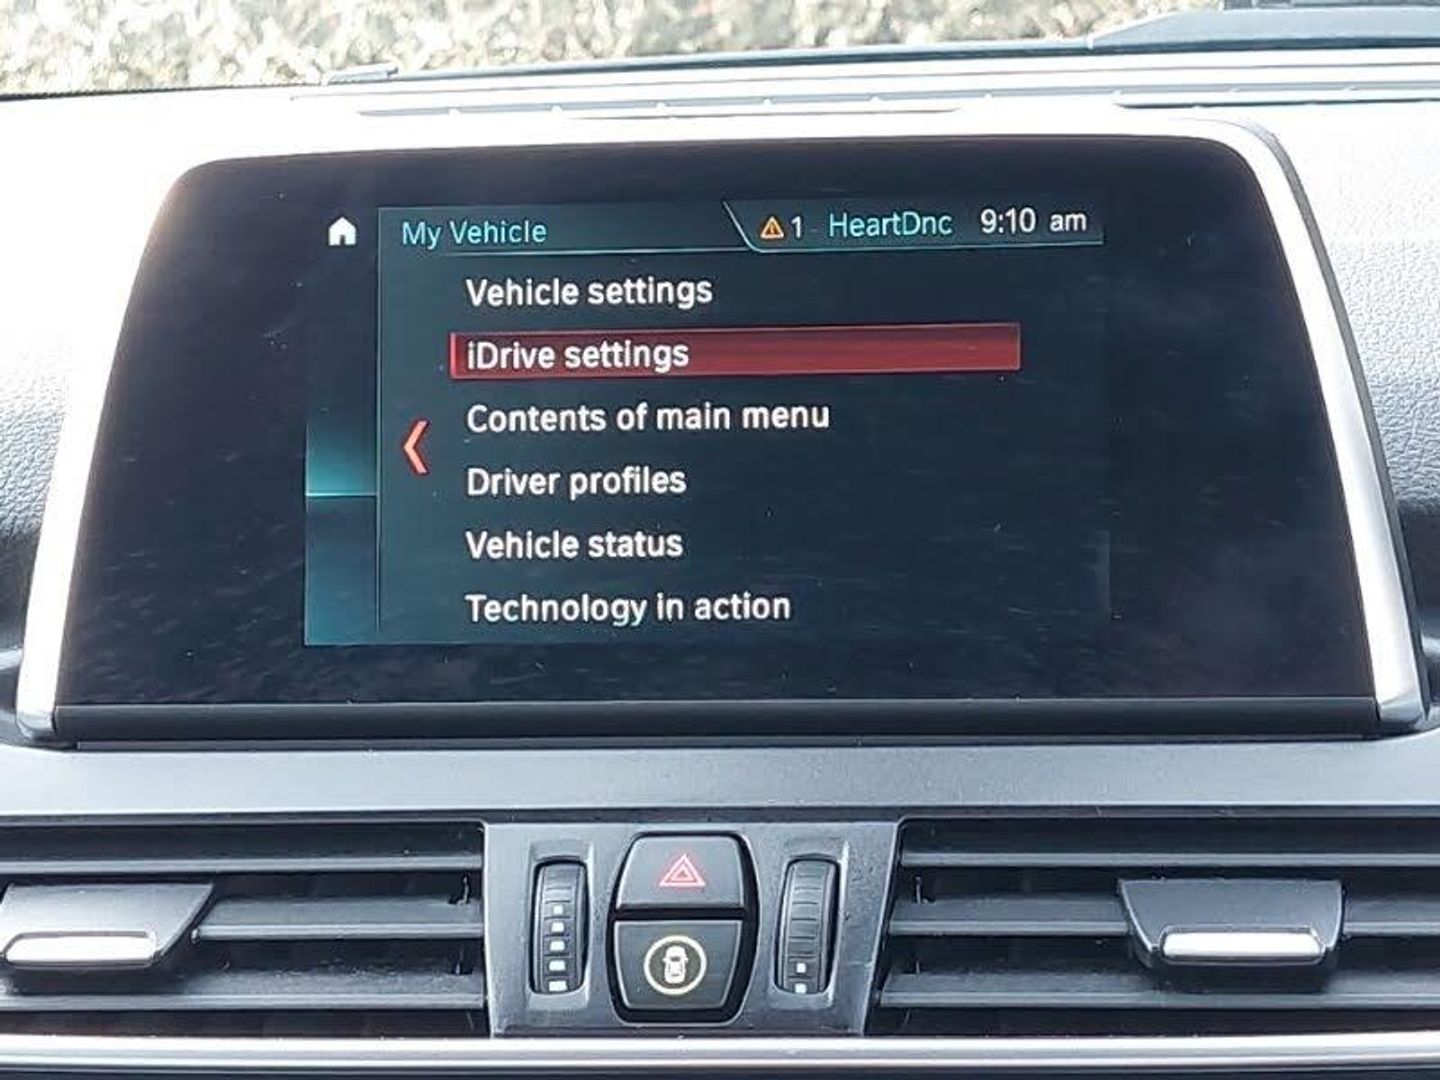 My Vehicle 1 HeartDnc 9:10 am
Vehicle settings
iDrive settings
Contents of main menu
Driver profiles
Vehicle status
Technology in action